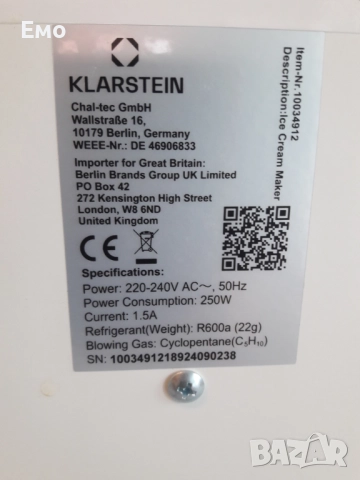 Emo
KLARSTEIN
Chal-tec GmbH
Wallstraße 16,
10179 Berlin, Germany
WEEE-Nr.: DE 46906833
Importer for Great Britain:
Berlin Brands Group UK Limited
PO Box 42
272 Kensington High Street
London, W8 6ND
United Kingdom
Item-Nr.:10034912
Description:Ice Cream Maker
CE
Specifications:
Power: 220-240V AC～, 50Hz
Power Consumption: 250W
Current: 1.5A
Refrigerant(Weight): R600a (22g)
Blowing Gas: Cyclopentane(C₅H₁₀)
SN: 1003491218924090238
BAZAR